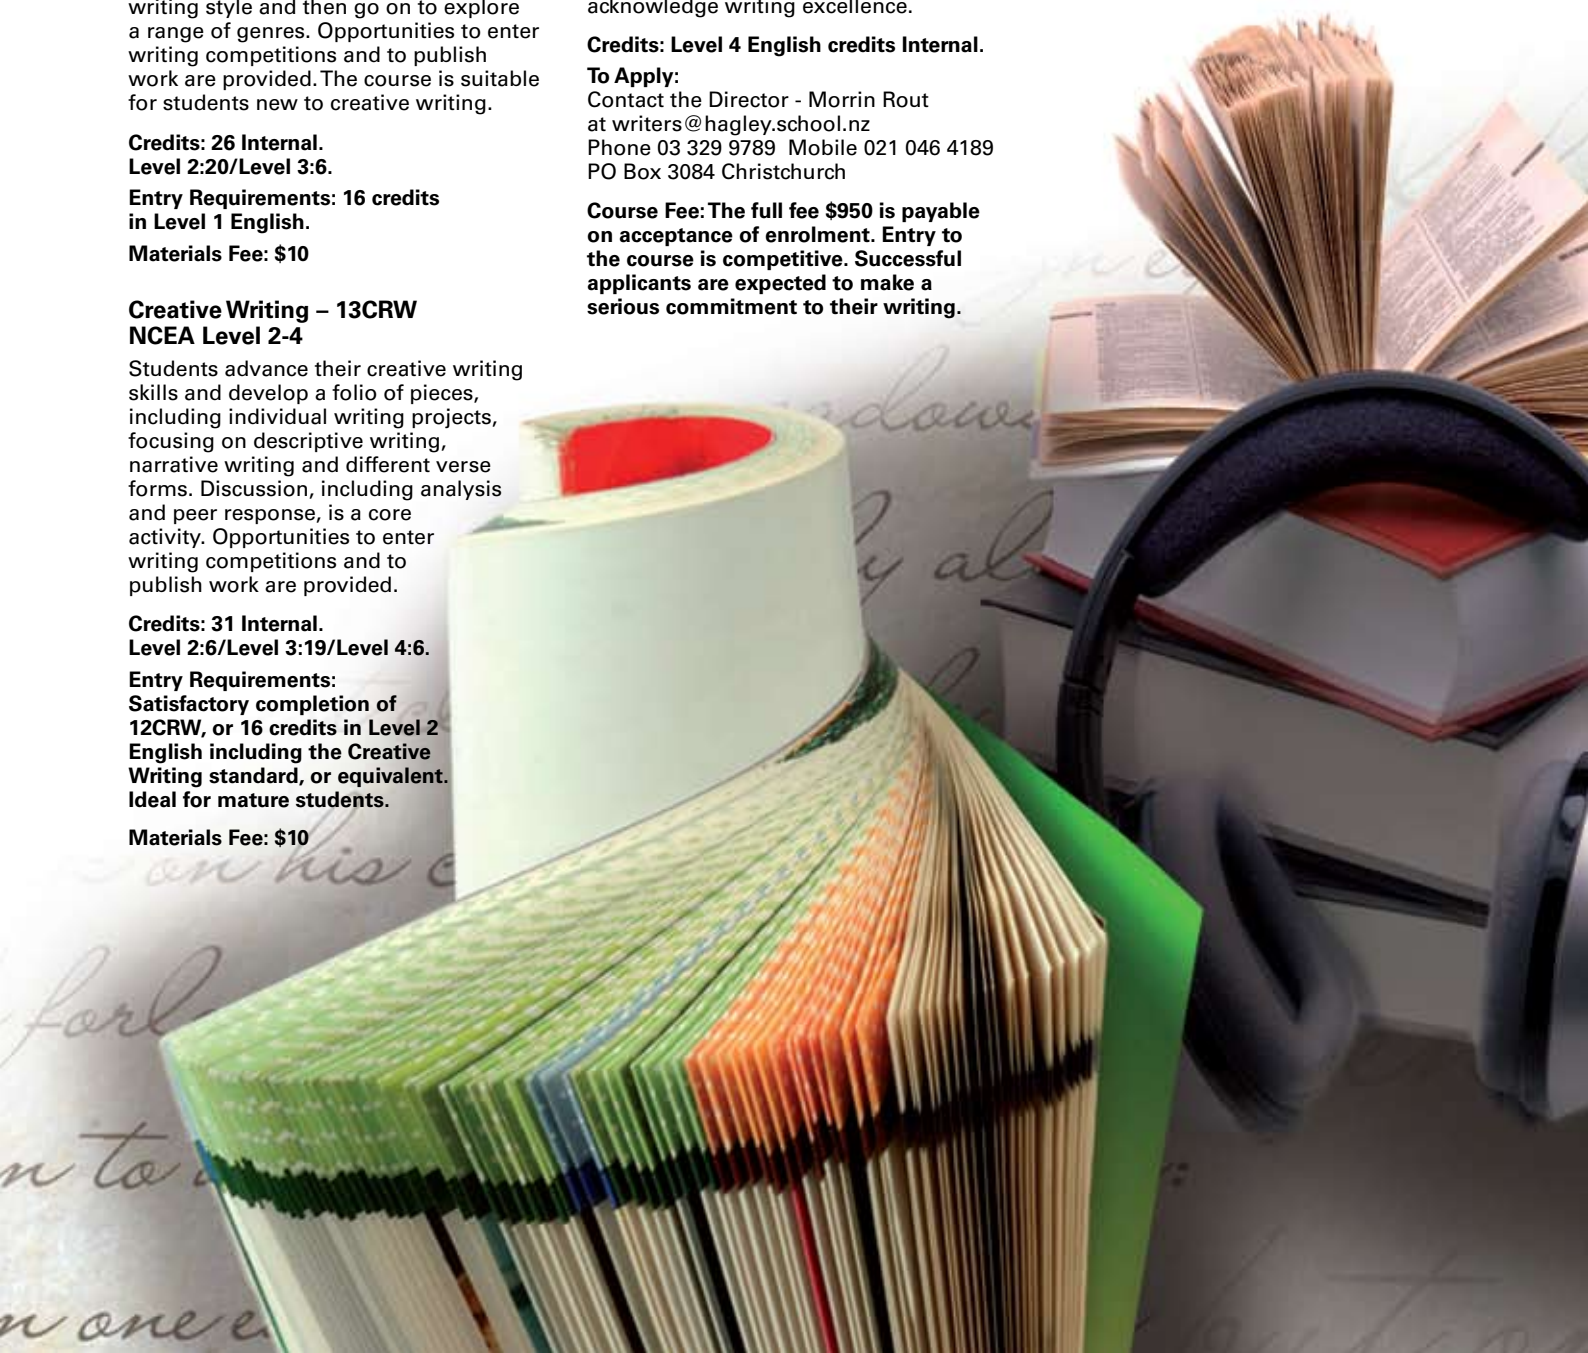 writing style and then go on to explore
a range of genres. Opportunities to enter
writing competitions and to publish
work are provided. The course is suitable
for students new to creative writing.
Credits: 26 Internal.
Level 2:20/Level 3:6.
Entry Requirements: 16 credits
in Level 1 English.
Materials Fee: $10
Creative Writing – 13CRW
NCEA Level 2-4
Students advance their creative writing
skills and develop a folio of pieces,
including individual writing projects,
focusing on descriptive writing,
narrative writing and different verse
forms. Discussion, including analysis
and peer response, is a core
activity. Opportunities to enter
writing competitions and to
publish work are provided.
Credits: 31 Internal.
Level 2:6/Level 3:19/Level 4:6.
Entry Requirements:
Satisfactory completion of
12CRW, or 16 credits in Level 2
English including the Creative
Writing standard, or equivalent.
Ideal for mature students.
Materials Fee: $10
acknowledge writing excellence.
Credits: Level 4 English credits Internal.
To Apply:
Contact the Director - Morrin Rout
at writers@hagley.school.nz
Phone 03 329 9789 Mobile 021 046 4189
PO Box 3084 Christchurch
Course Fee: The full fee $950 is payable
on acceptance of enrolment. Entry to
the course is competitive. Successful
applicants are expected to make a
serious commitment to their writing.
on his
to
one